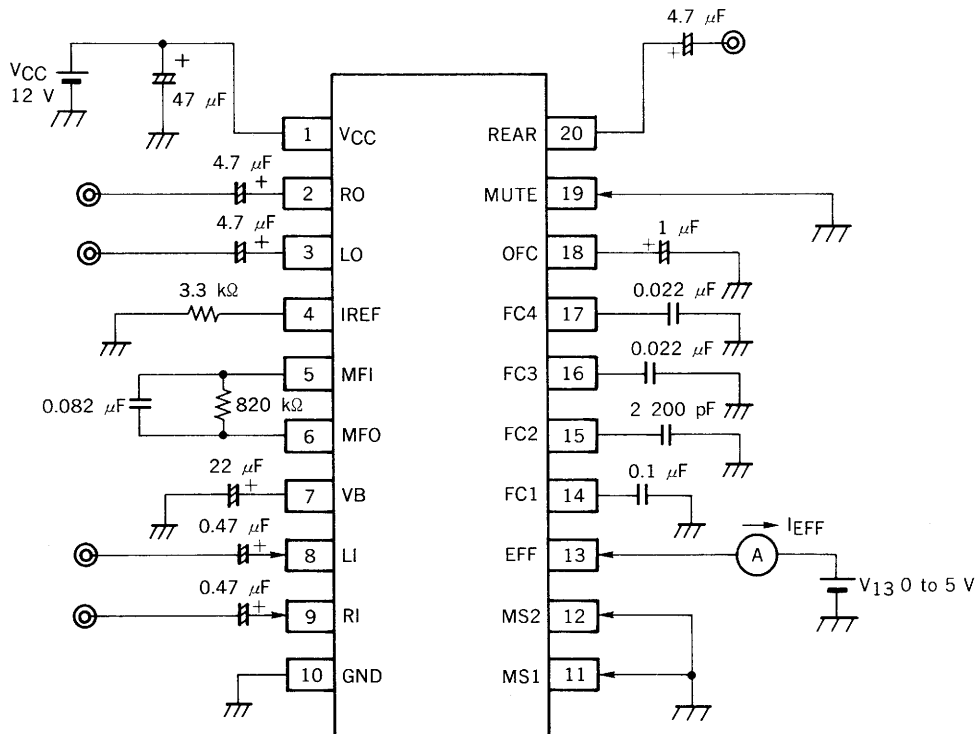 4.7 µF
+
VCC
12 V
+
47 µF
1 VCC
REAR 20
4.7 µF
+
2 RO
MUTE 19
4.7 µF
+
3 LO
OFC 18
+
1 µF
3.3 kΩ
4 IREF
FC4 17
0.022 µF
5 MFI
FC3 16
0.022 µF
0.082 µF
820 kΩ
6 MFO
FC2 15
2 200 pF
22 µF
+
7 VB
FC1 14
0.1 µF
0.47 µF
+
8 LI
EFF 13
A
IEFF
V13 0 to 5 V
0.47 µF
+
9 RI
MS2 12
10 GND
MS1 11